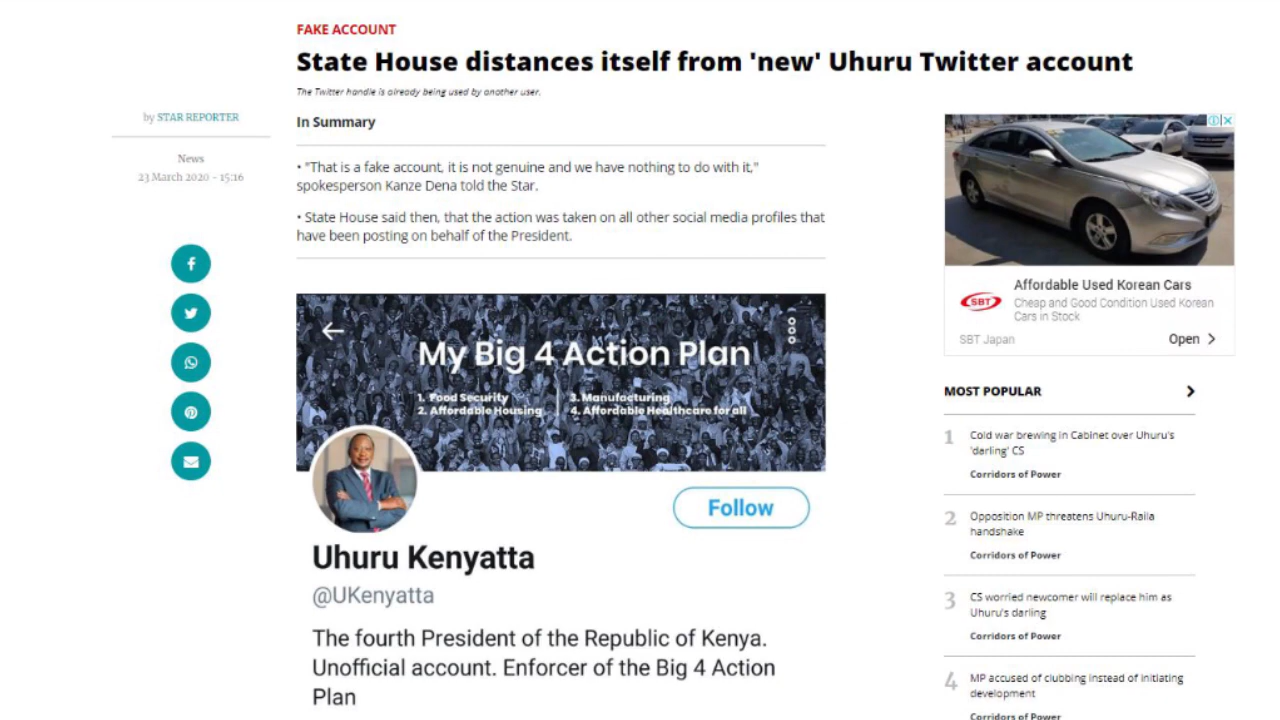 FAKE ACCOUNT
State House distances itself from 'new' Uhuru Twitter account
The Twitter handle is already being used by another user.
by STAR REPORTER
News
23 March 2020 - 15:16
In Summary
• "That is a fake account, it is not genuine and we have nothing to do with it,"
spokesperson Kanze Dena told the Star.
• State House said then, that the action was taken on all other social media profiles that
have been posting on behalf of the President.
My Big 4 Action Plan
1. Food Security
2. Affordable Housing
3. Manufacturing
4. Affordable Healthcare for all
Follow
Uhuru Kenyatta
@UKenyatta
The fourth President of the Republic of Kenya.
Unofficial account. Enforcer of the Big 4 Action
Plan
SBT
Affordable Used Korean Cars
Cheap and Good Condition Used Korean
Cars in Stock
SBT Japan
Open
MOST POPULAR
1
Cold war brewing in Cabinet over Uhuru's
'darling' CS
Corridors of Power
2
Opposition MP threatens Uhuru-Raila
handshake
Corridors of Power
3
CS worried newcomer will replace him as
Uhuru's darling
Corridors of Power
4
MP accused of clubbing instead of initiating
development
Corridors of Power